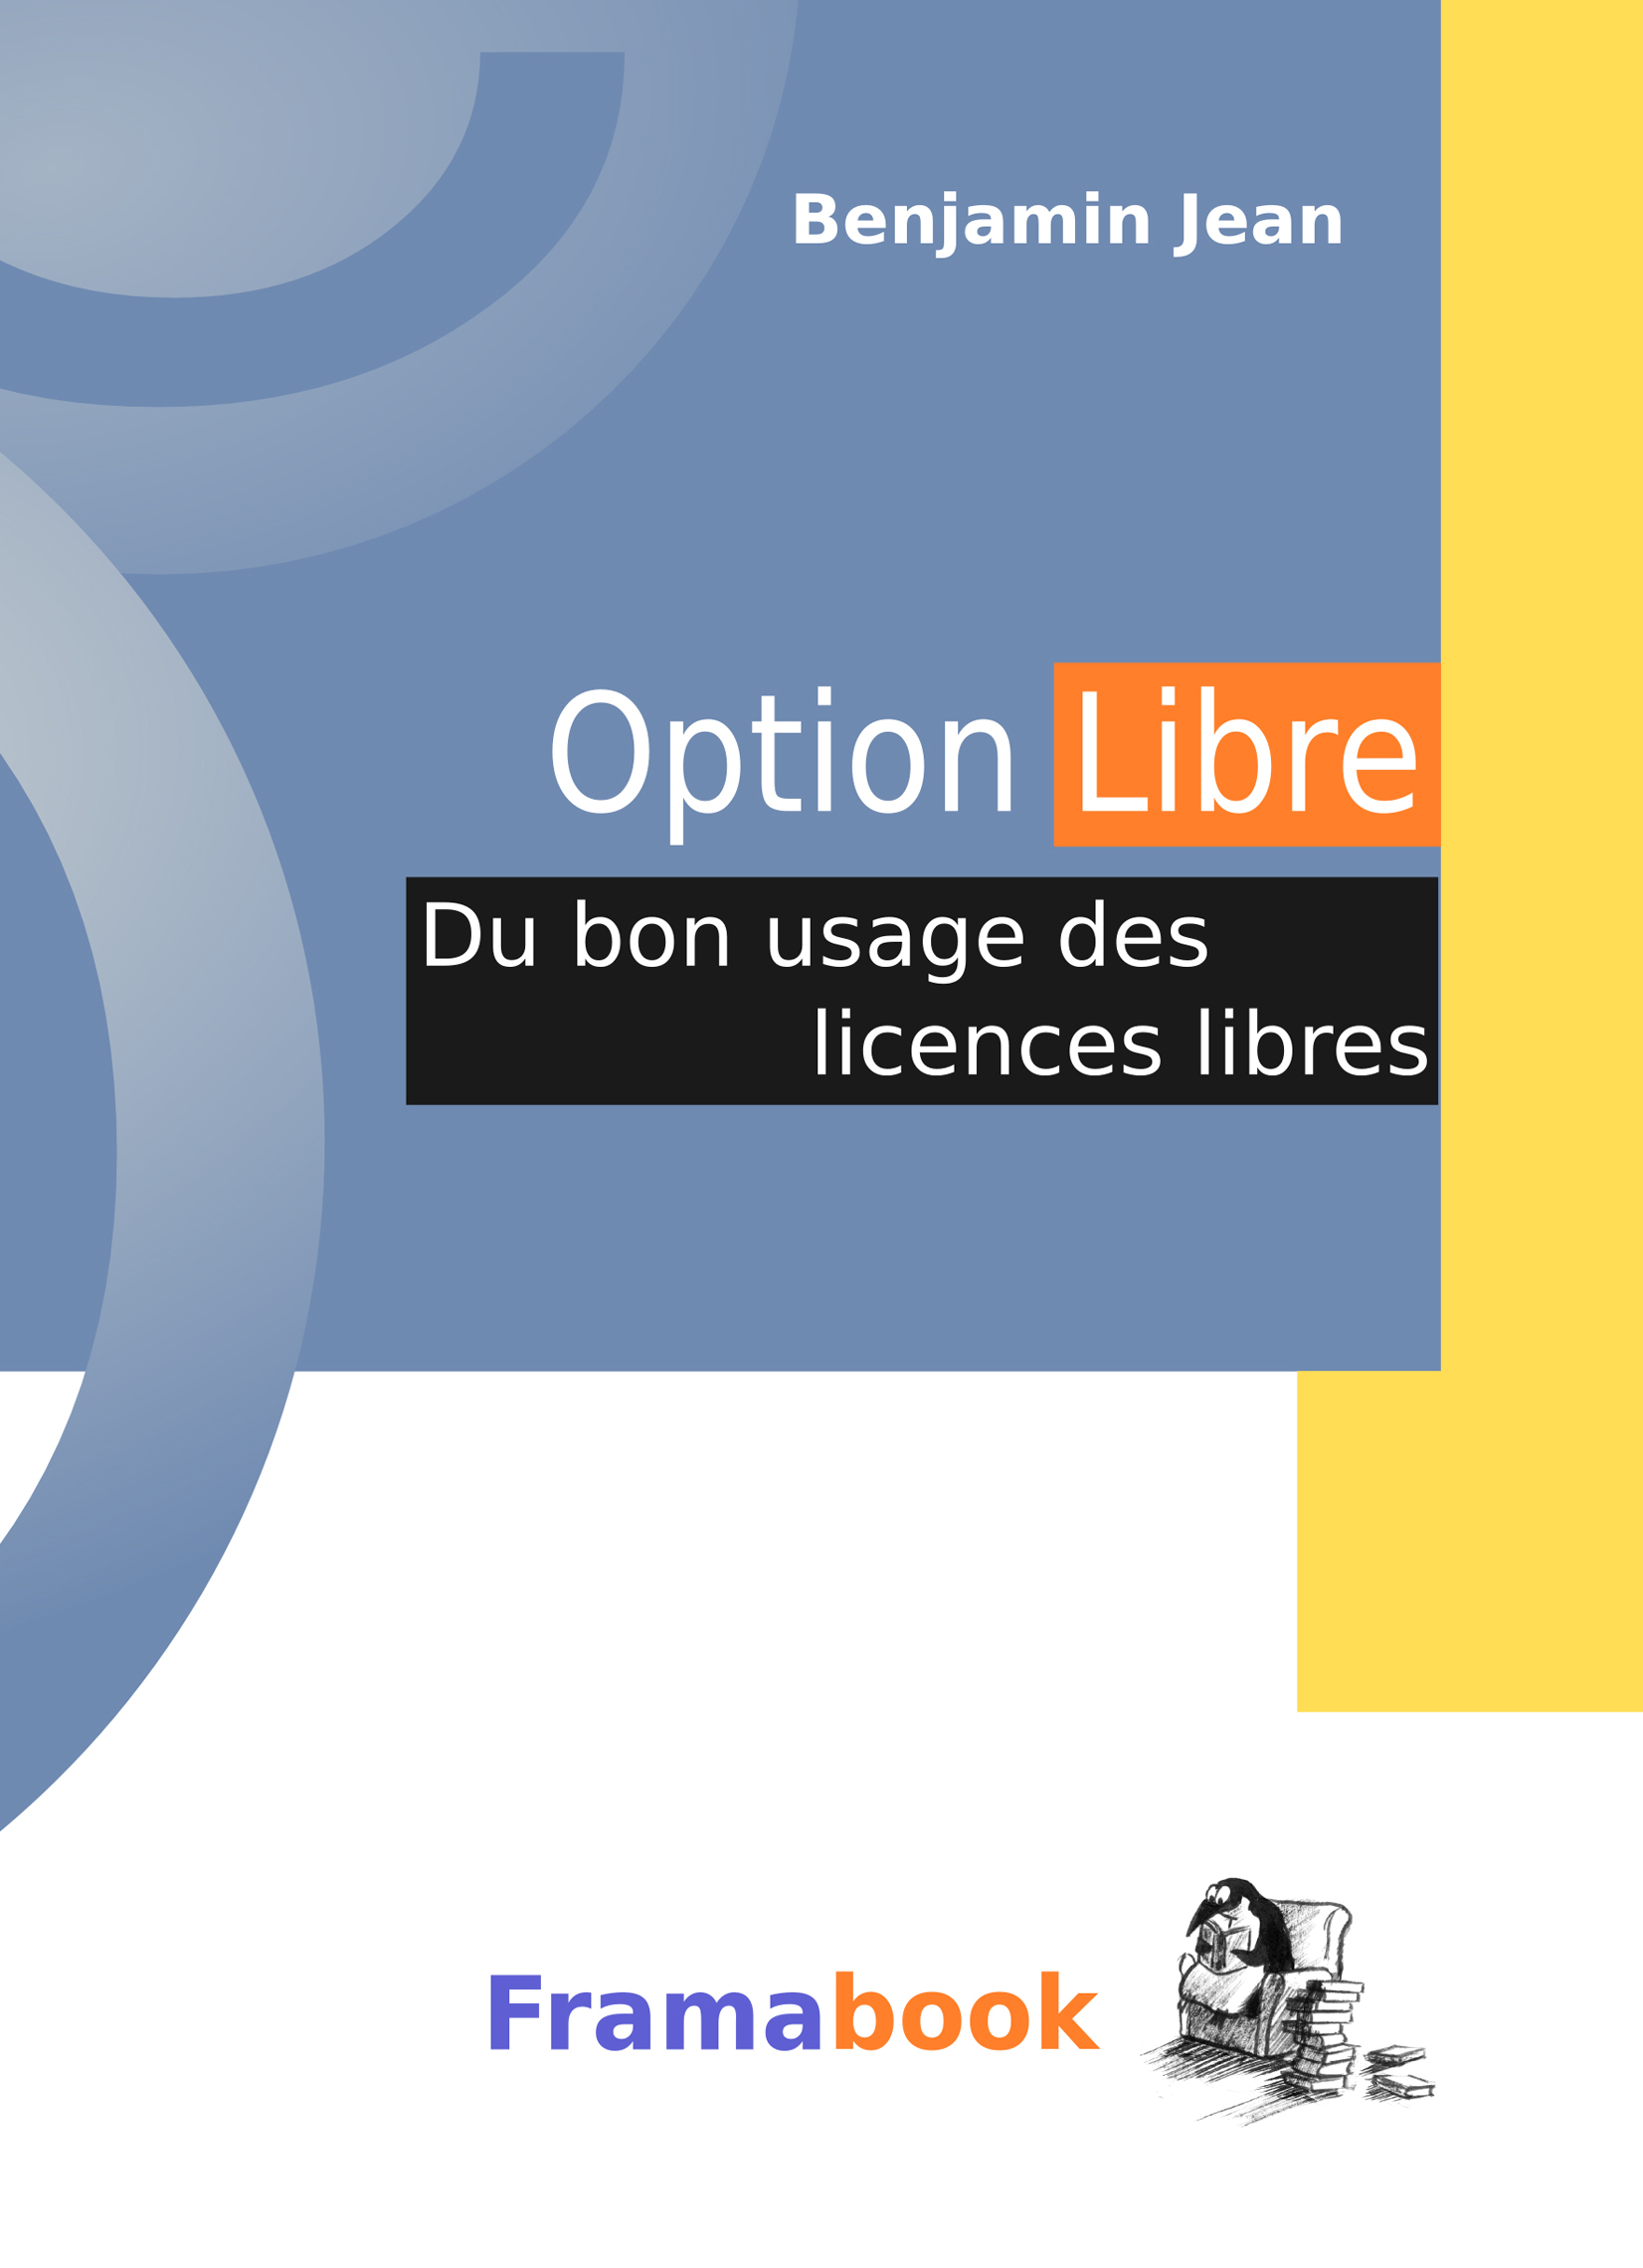 Benjamin Jean
Option Libre
Du bon usage des
licences libres
Framabook